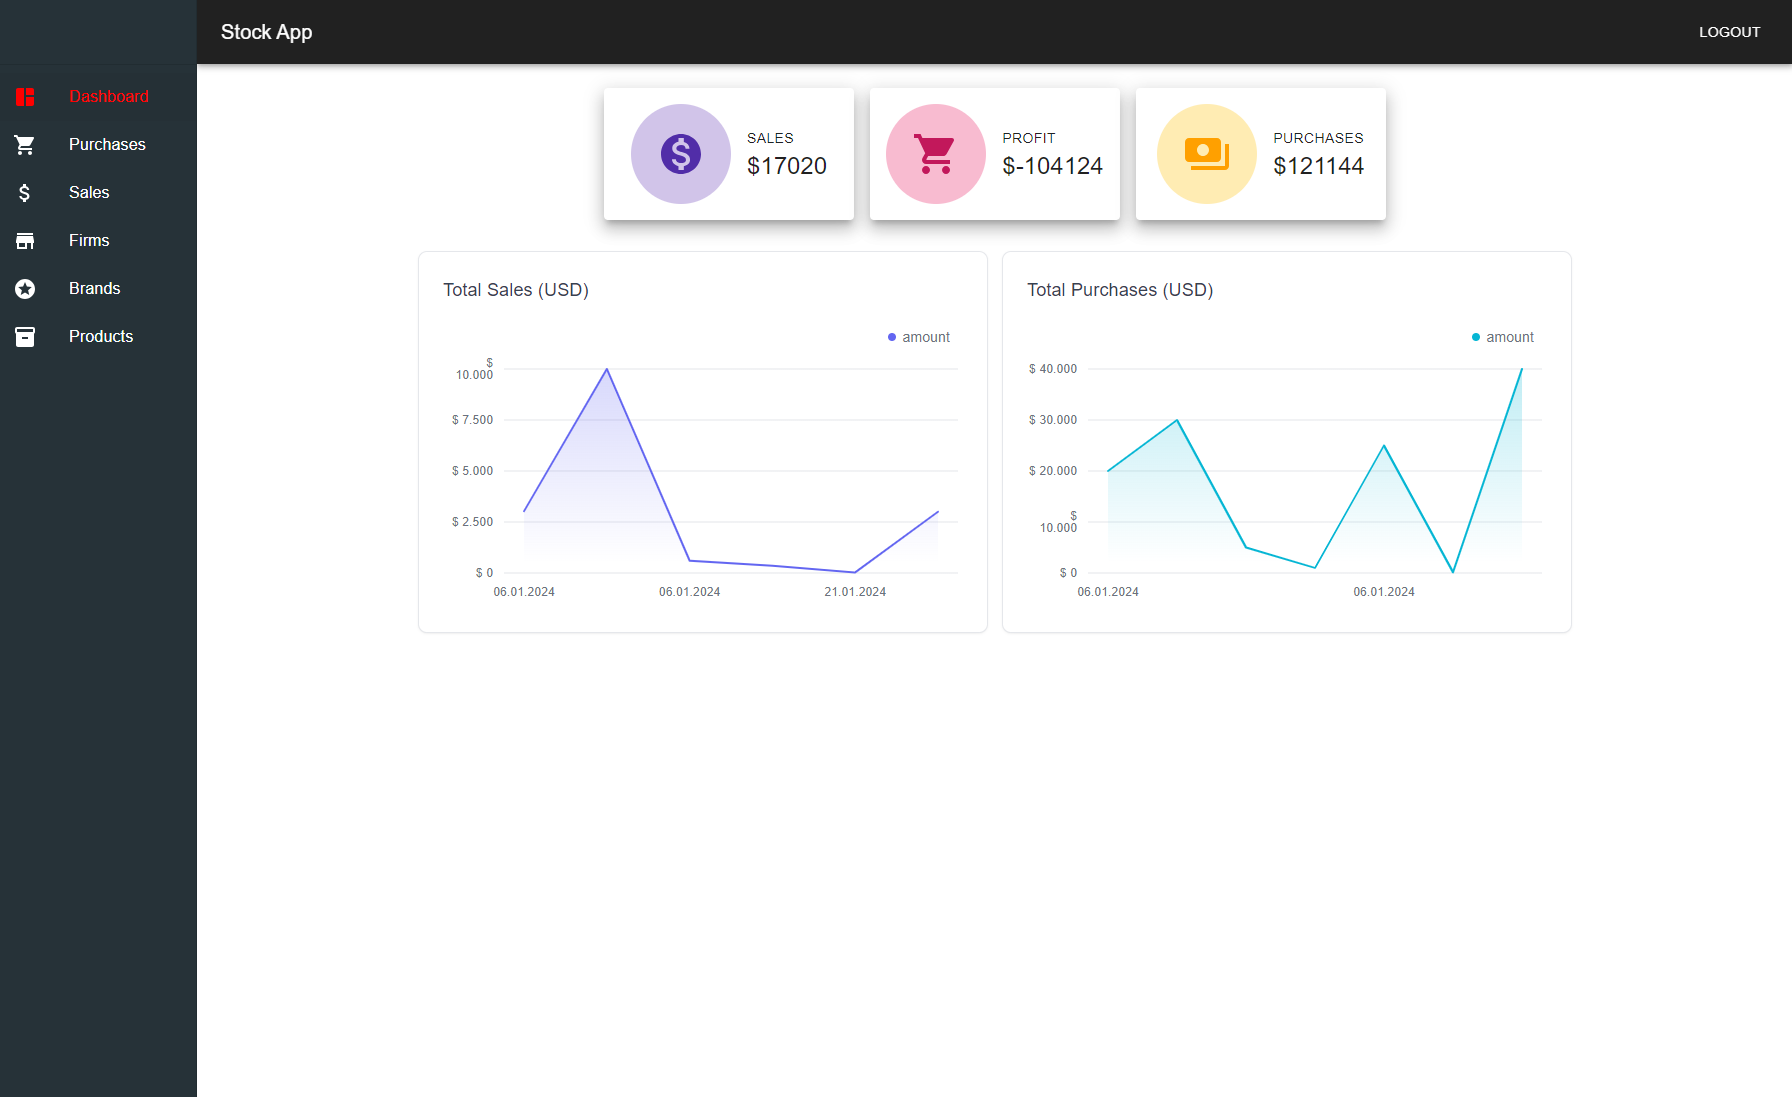 Stock App
LOGOUT
Dashboard
Purchases
Sales
Firms
Brands
Products
SALES
$17020
PROFIT
$-104124
PURCHASES
$121144
Total Sales (USD)
amount
$
10.000
$ 7.500
$ 5.000
$ 2.500
$ 0
06.01.2024
06.01.2024
21.01.2024
Total Purchases (USD)
amount
$ 40.000
$ 30.000
$ 20.000
$
10.000
$ 0
06.01.2024
06.01.2024